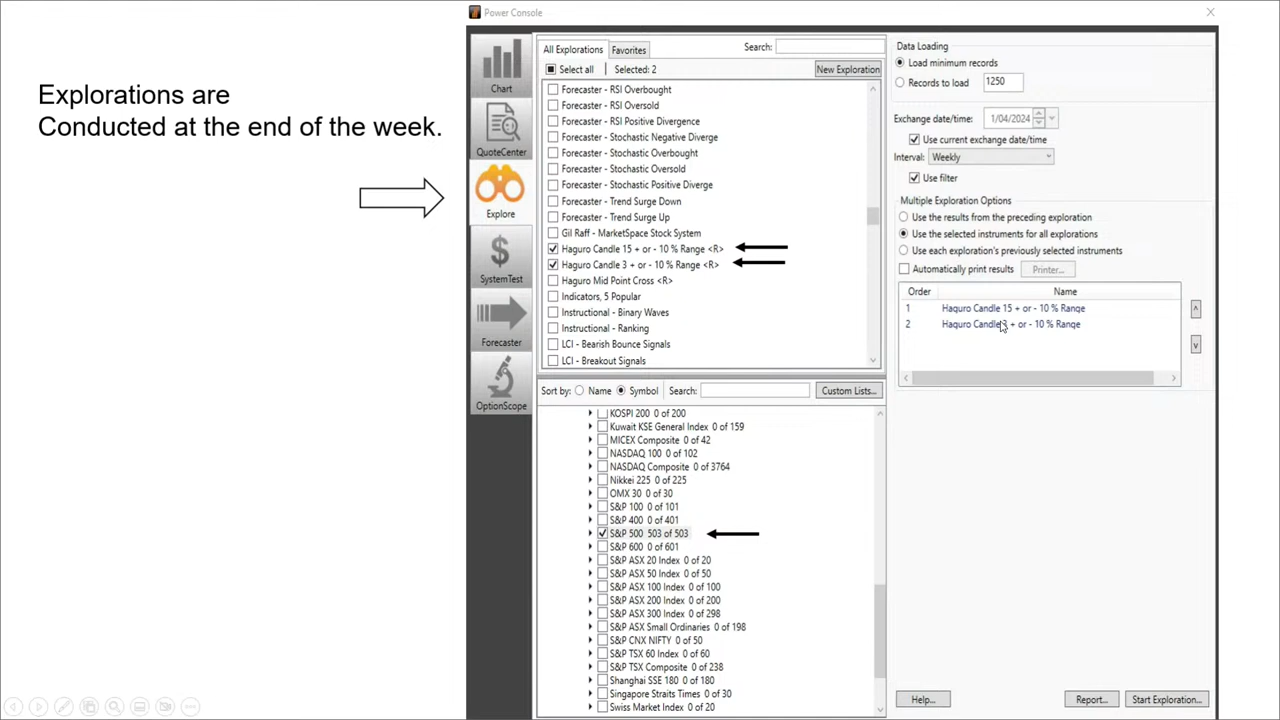 Power Console
Explorations are
Conducted at the end of the week.
Chart
QuoteCenter
Explore
SystemTest
Forecaster
OptionScope
All Explorations
Favorites
Search:
Select all
Selected: 2
New Exploration
Forecaster - RSI Overbought
Forecaster - RSI Oversold
Forecaster - RSI Positive Divergence
Forecaster - Stochastic Negative Diverge
Forecaster - Stochastic Overbought
Forecaster - Stochastic Oversold
Forecaster - Stochastic Positive Diverge
Forecaster - Trend Surge Down
Forecaster - Trend Surge Up
Gil Raff - MarketSpace Stock System
Haguro Candle 15 + or - 10 % Range <R>
Haguro Candle 3 + or - 10 % Range <R>
Haguro Mid Point Cross <R>
Indicators, 5 Popular
Instructional - Binary Waves
Instructional - Ranking
LCI - Bearish Bounce Signals
LCI - Breakout Signals
Sort by:
Name
Symbol
Search:
Custom Lists...
KOSPI 200 0 of 200
Kuwait KSE General Index 0 of 159
MICEX Composite 0 of 42
NASDAQ 100 0 of 102
NASDAQ Composite 0 of 3764
Nikkei 225 0 of 225
OMX 30 0 of 30
S&P 100 0 of 101
S&P 400 0 of 401
S&P 500 503 of 503
S&P 600 0 of 601
S&P ASX 20 Index 0 of 20
S&P ASX 50 Index 0 of 50
S&P ASX 100 Index 0 of 100
S&P ASX 200 Index 0 of 200
S&P ASX 300 Index 0 of 298
S&P ASX Small Ordinaries 0 of 198
S&P CNX NIFTY 0 of 50
S&P TSX 60 Index 0 of 60
S&P TSX Composite 0 of 238
Shanghai SSE 180 0 of 180
Singapore Straits Times 0 of 30
Swiss Market Index 0 of 20
Data Loading
Load minimum records
Records to load
1250
Exchange date/time:
1/04/2024
Use current exchange date/time
Interval:
Weekly
Use filter
Multiple Exploration Options
Use the results from the preceding exploration
Use the selected instruments for all explorations
Use each exploration's previously selected instruments
Automatically print results
Printer...
Order
Name
1 Haguro Candle 15 + or - 10 % Range
2 Haguro Candle 3 + or - 10 % Range
Help...
Report...
Start Exploration...